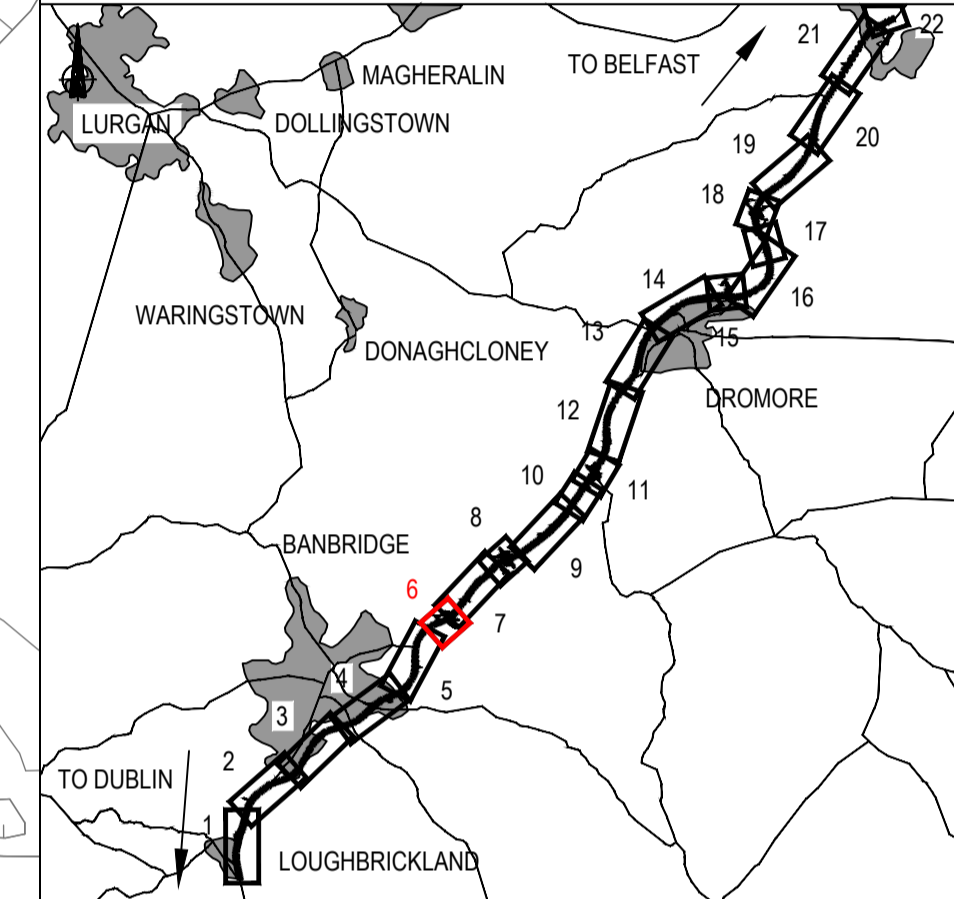 21
22
TO BELFAST
MAGHERALIN
LURGAN
DOLLINGSTOWN
20
19
18
17
14
16
WARINGSTOWN
13
15
DONAGHCLONEY
DROMORE
12
10
11
8
BANBRIDGE
9
6
7
4
5
3
2
TO DUBLIN
1
LOUGHBRICKLAND